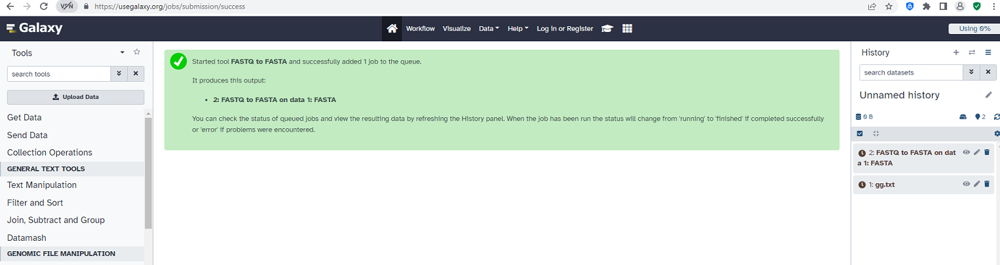 VPN
https://usegalaxy.org/jobs/submission/success
Galaxy
Workflow Visualize Data Help Log in or Register
Using 0%
Tools
search tools
Upload Data
Get Data
Send Data
Collection Operations
GENERAL TEXT TOOLS
Text Manipulation
Filter and Sort
Join, Subtract and Group
Datamash
GENOMIC FILE MANIPULATION
Started tool FASTQ to FASTA and successfully added 1 job to the queue.
It produces this output:
• 2: FASTQ to FASTA on data 1: FASTA
You can check the status of queued jobs and view the resulting data by refreshing the History panel. When the job has been run the status will change from 'running' to 'finished' if completed successfully
or 'error' if problems were encountered.
History
search datasets
Unnamed history
0 B
2
2: FASTQ to FASTA on dat
a 1: FASTA
1: gg.txt